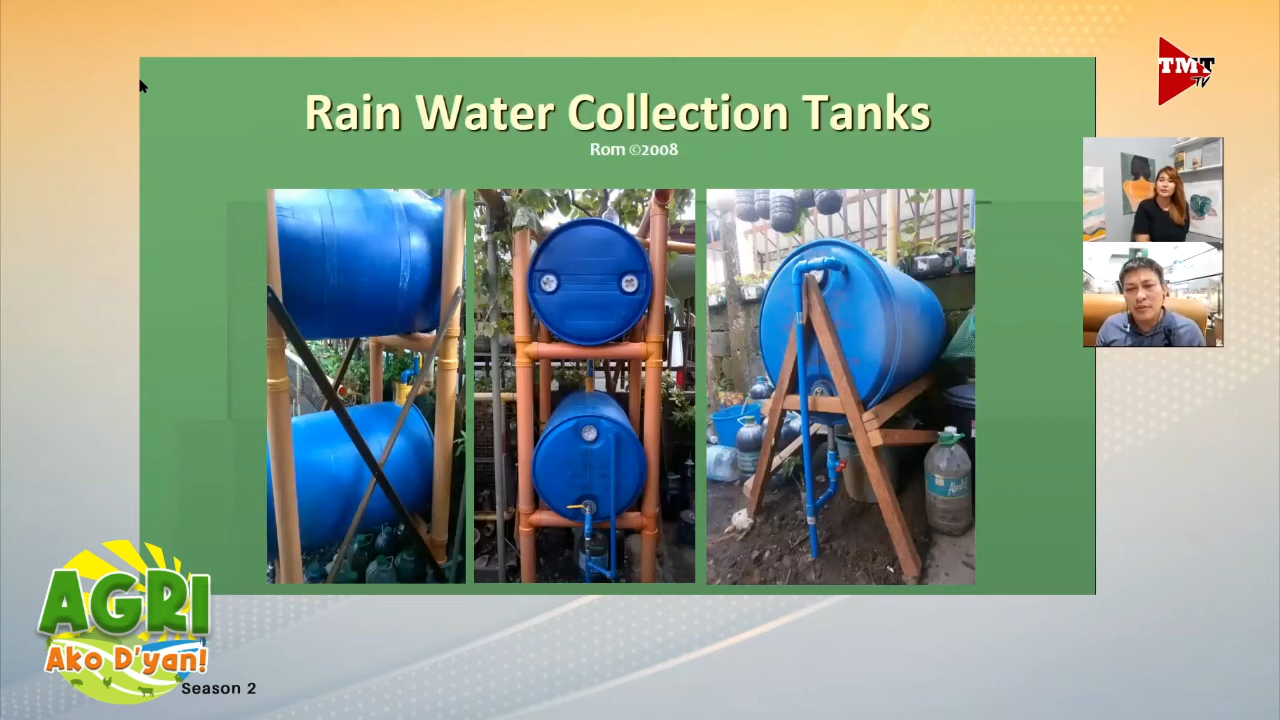 Rain Water Collection Tanks
Rom ©2008
TMT
TV
AGRI
Ako D'yan!
Season 2